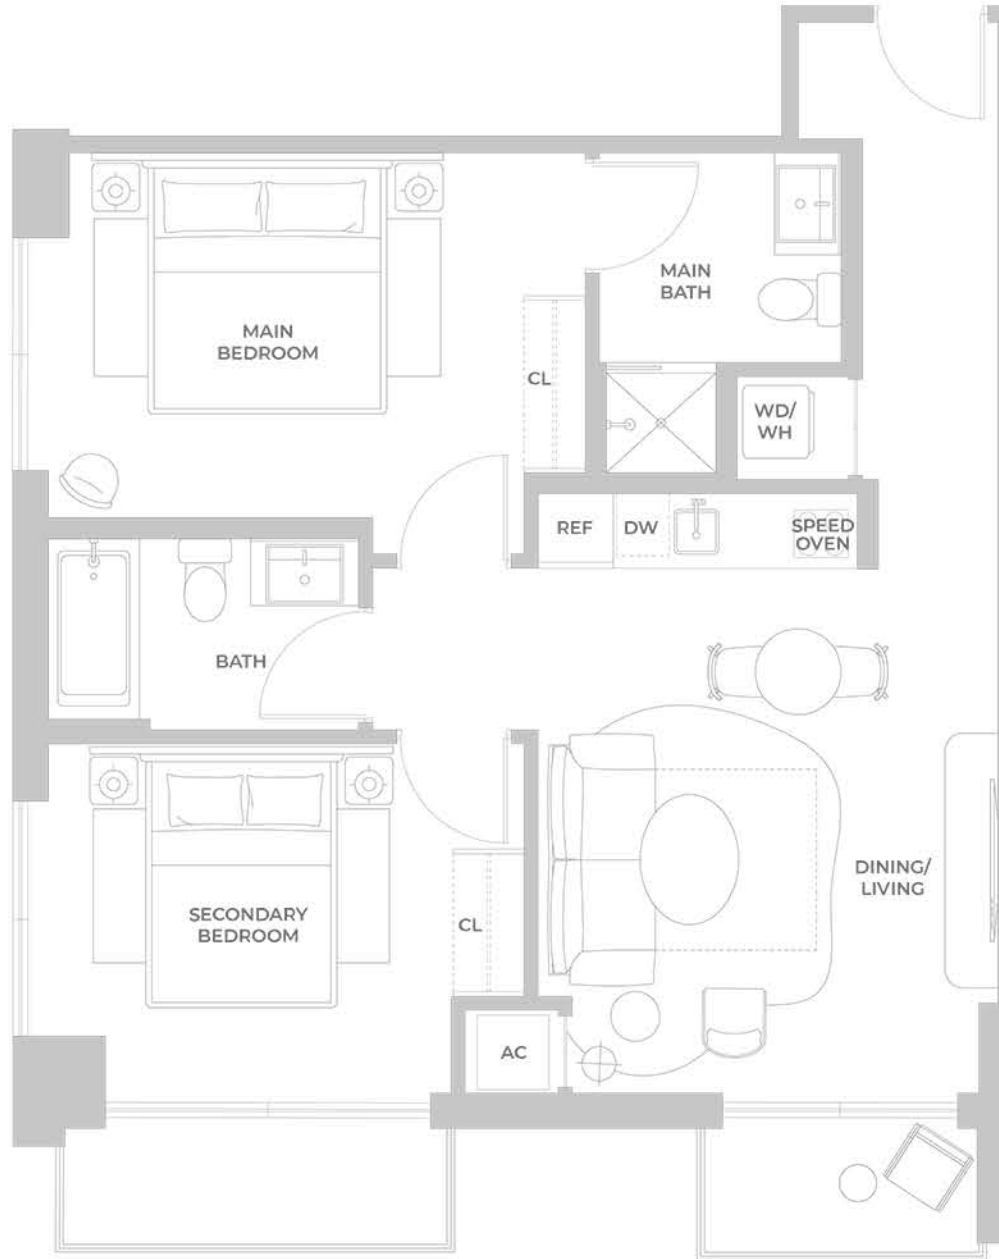 MAIN
BATH
MAIN
BEDROOM
CL
WD/
WH
REF
DW
SPEED
OVEN
BATH
DINING/
LIVING
SECONDARY
BEDROOM
CL
AC